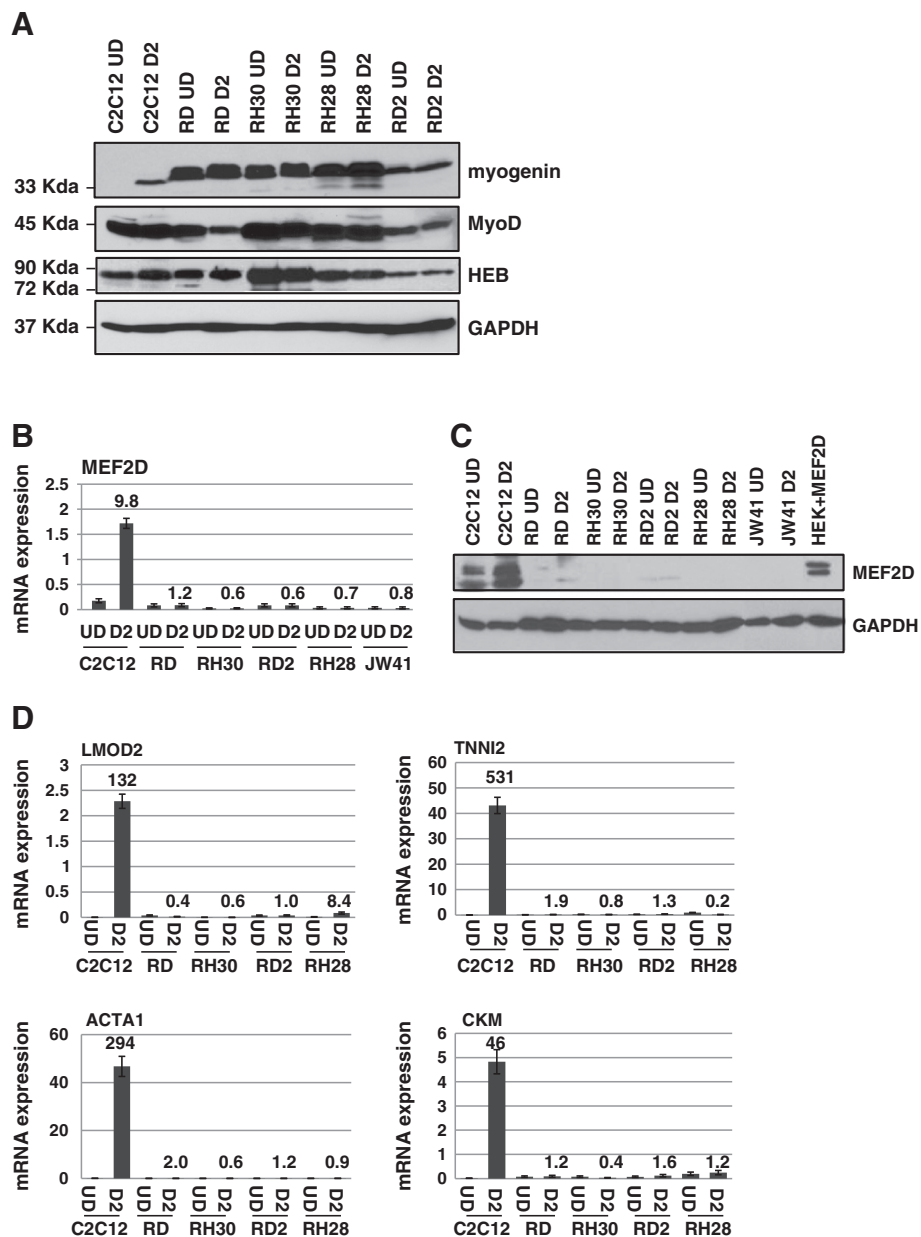 A
C2C12 UD
C2C12 D2
RD UD
RD D2
RH30 UD
RH30 D2
RH28 UD
RH28 D2
RD2 UD
RD2 D2
33 Kda
myogenin
45 Kda
MyoD
90 Kda
72 Kda
HEB
37 Kda
GAPDH
B
MEF2D
mRNA expression
2.5
2
1.5
1
0.5
0
9.8
1.2
0.6
0.6
0.7
0.8
UD D2 UD D2 UD D2 UD D2 UD D2 UD D2
C2C12 RD RH30 RD2 RH28 JW41
C
C2C12 UD
C2C12 D2
RD UD
RD D2
RH30 UD
RH30 D2
RD2 UD
RD2 D2
RH28 UD
RH28 D2
JW41 UD
JW41 D2
HEK+MEF2D
MEF2D
GAPDH
D
LMOD2
mRNA expression
3
2.5
2
1.5
1
0.5
0
132
0.4
0.6
1.0
8.4
UD D2 UD D2 UD D2 UD D2 UD D2
C2C12 RD RH30 RD2 RH28
TNNI2
mRNA expression
60
50
40
30
20
10
0
531
1.9
0.8
1.3
0.2
UD D2 UD D2 UD D2 UD D2 UD D2
C2C12 RD RH30 RD2 RH28
ACTA1
mRNA expression
60
40
20
0
294
2.0
0.6
1.2
0.9
UD D2 UD D2 UD D2 UD D2 UD D2
C2C12 RD RH30 RD2 RH28
CKM
mRNA expression
6
5
4
3
2
1
0
46
1.2
0.4
1.6
1.2
UD D2 UD D2 UD D2 UD D2 UD D2
C2C12 RD RH30 RD2 RH28